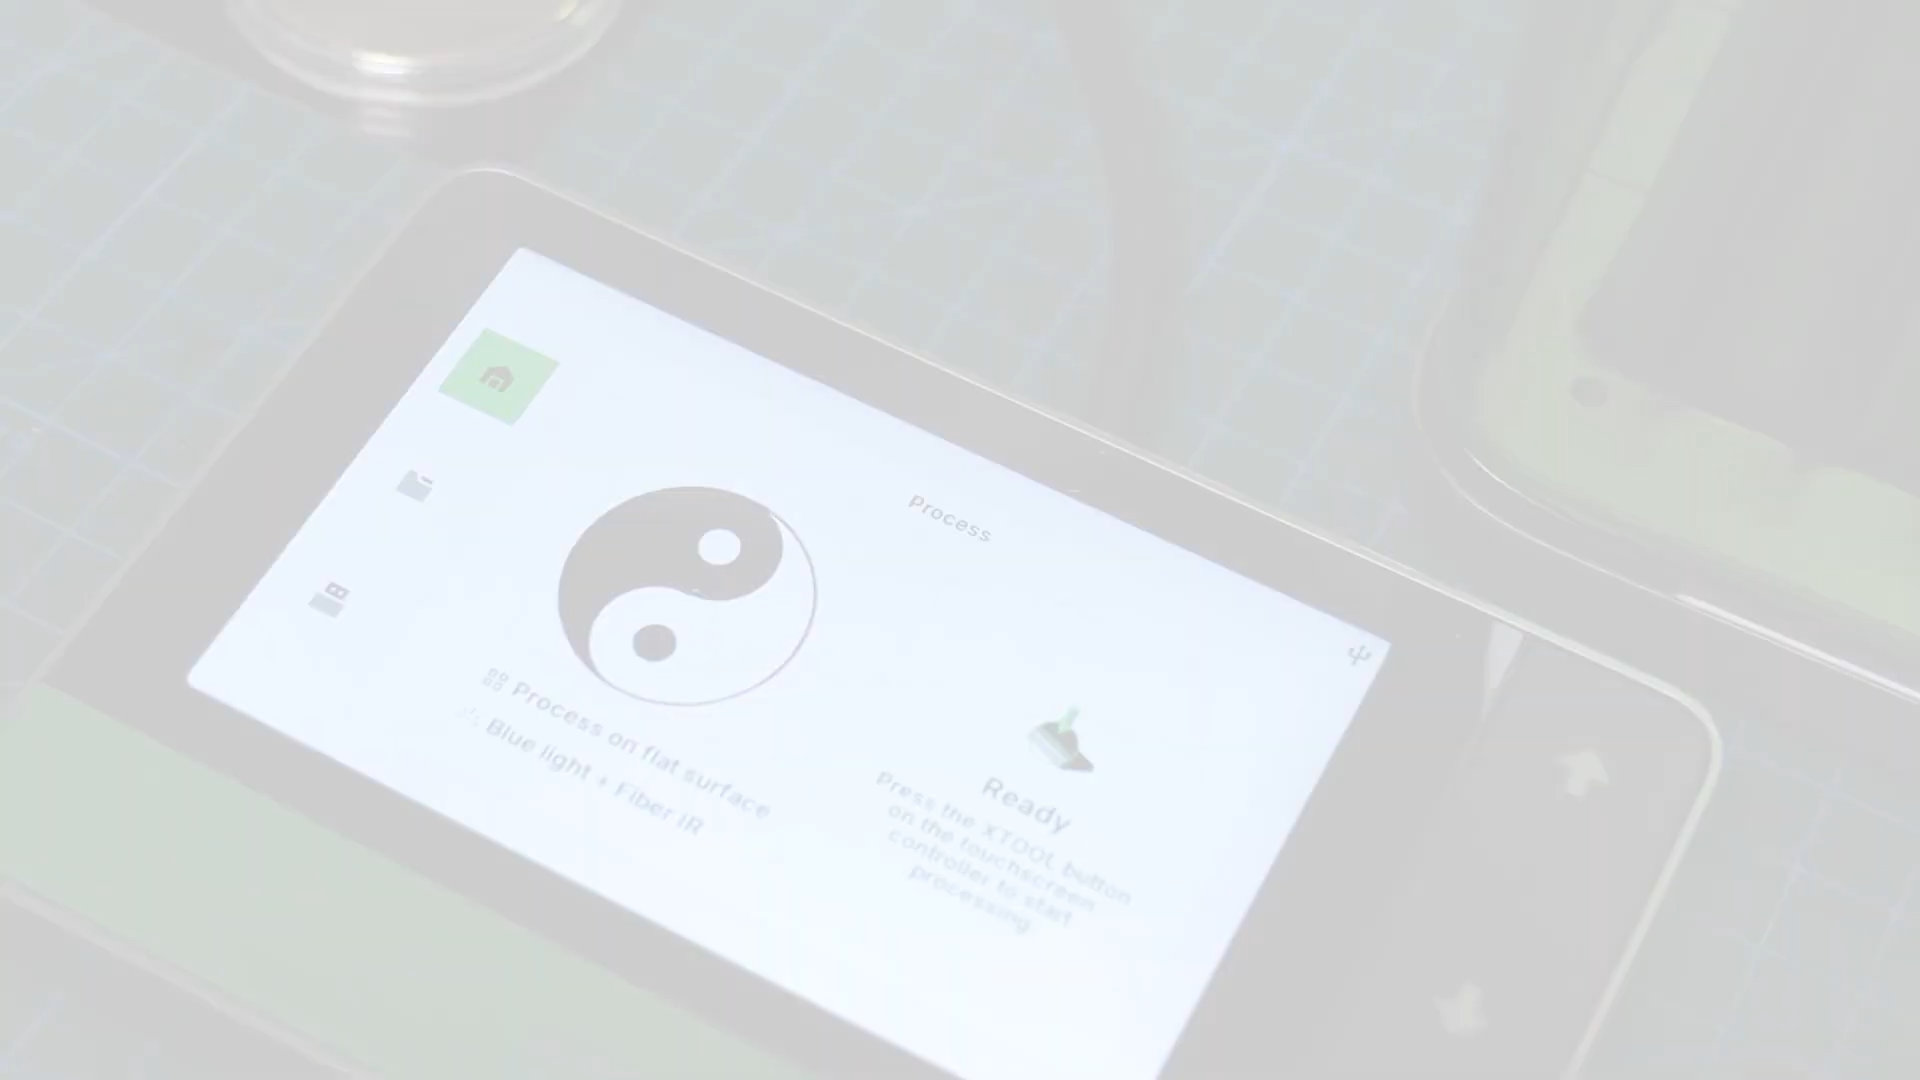 Process
Process on flat surface
Blue light + Fiber IR
Ready
Press the XTOOL button
on the touchscreen
controller to start
processing